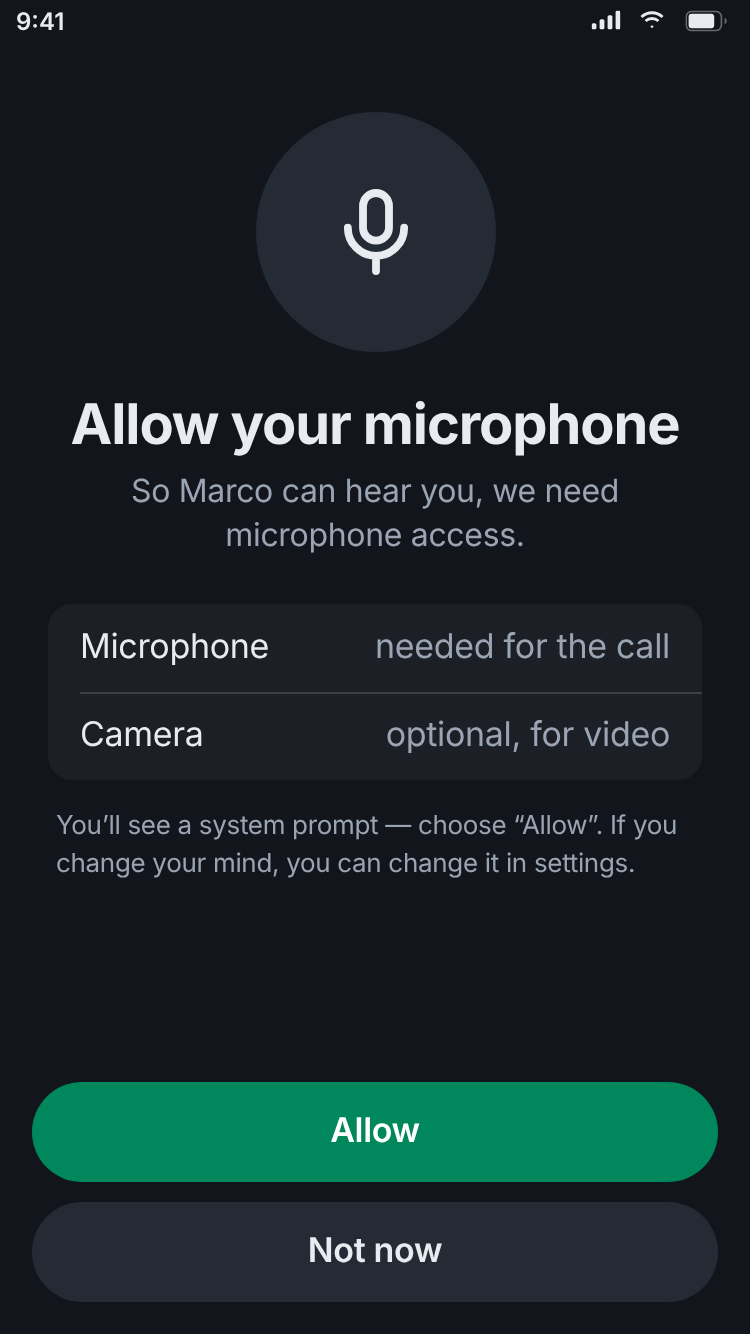 9:41
Allow your microphone
So Marco can hear you, we need
microphone access.
Microphone needed for the call
Camera optional, for video
You’ll see a system prompt — choose “Allow”. If you
change your mind, you can change it in settings.
Allow
Not now